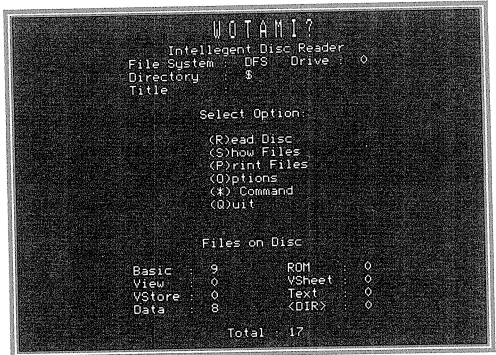 WOTAMI?
Intellegent Disc Reader
File System : DFS Drive : 0
Directory : $
Title :
Select Option:
(R)ead Disc
(S)how Files
(P)rint Files
(O)ptions
(*) Command
(Q)uit
Files on Disc
Basic : 9 ROM : 0
View : 0 VSheet : 0
VStore : 0 Text : 0
Data : 8 <DIR> : 0
Total : 17